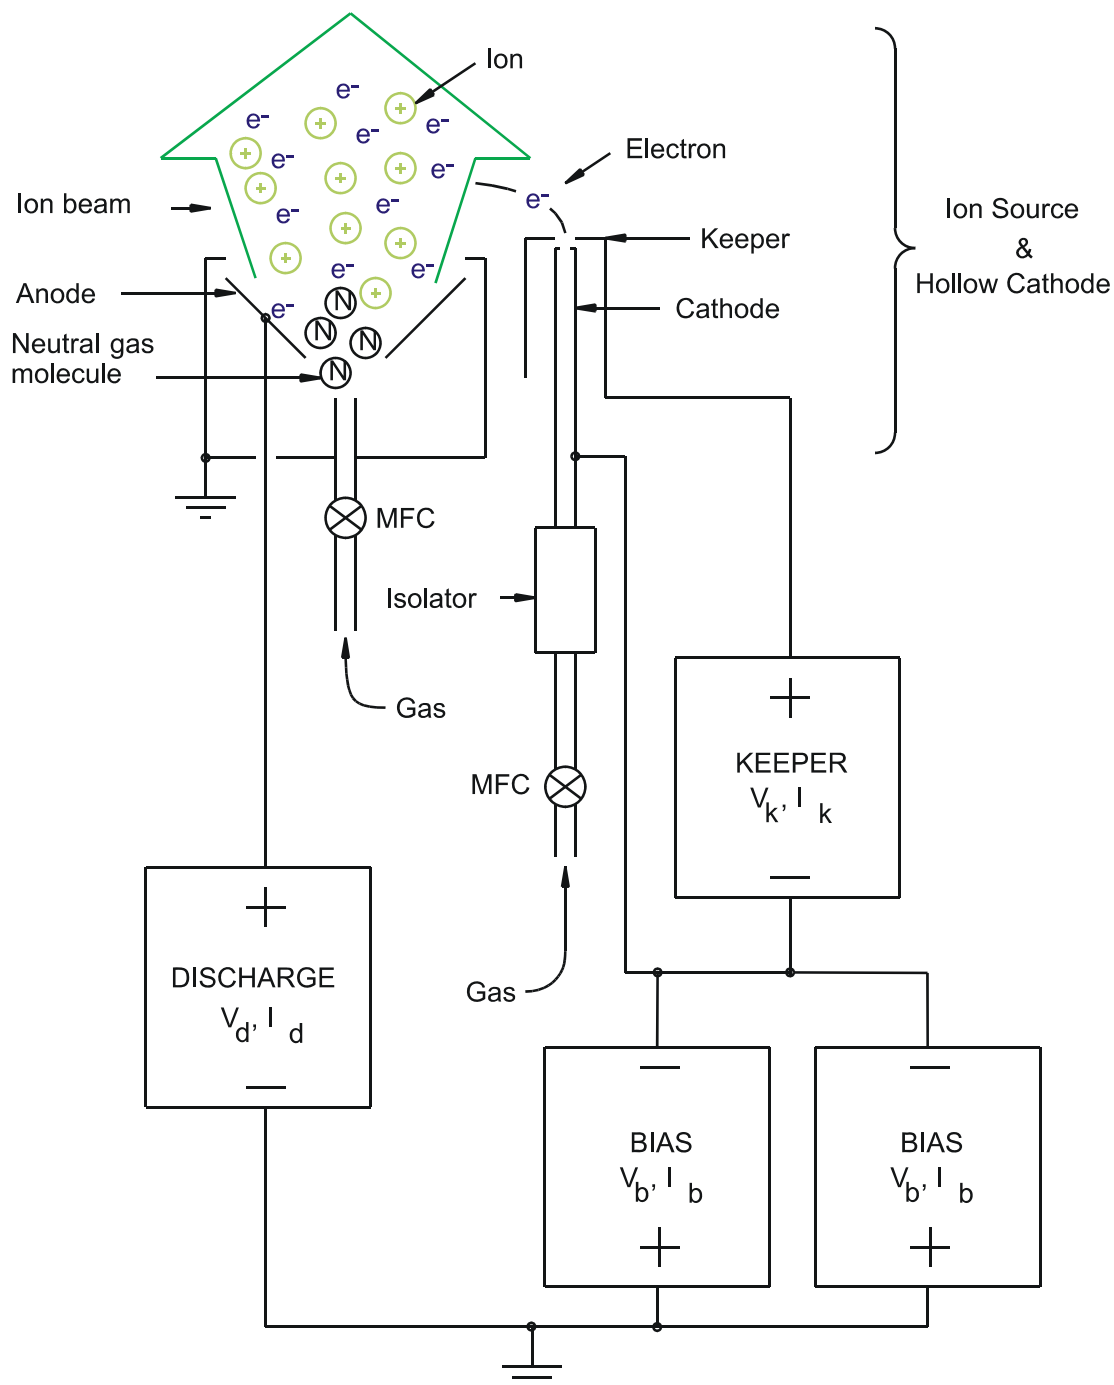 Ion
e-
e-
e-
e-
e-
e-
e-
e-
e-
e-
e-
e-
+
+
+
+
+
+
+
+
+
+
+
Electron
Ion beam
Keeper
Ion Source
&
Hollow Cathode
Anode
Cathode
Neutral gas
molecule
N
N
N
N
MFC
Isolator
Gas
MFC
Gas
+
KEEPER
Vk, Ik
−
+
DISCHARGE
Vd, Id
−
−
BIAS
Vb, Ib
+
−
BIAS
Vb, Ib
+